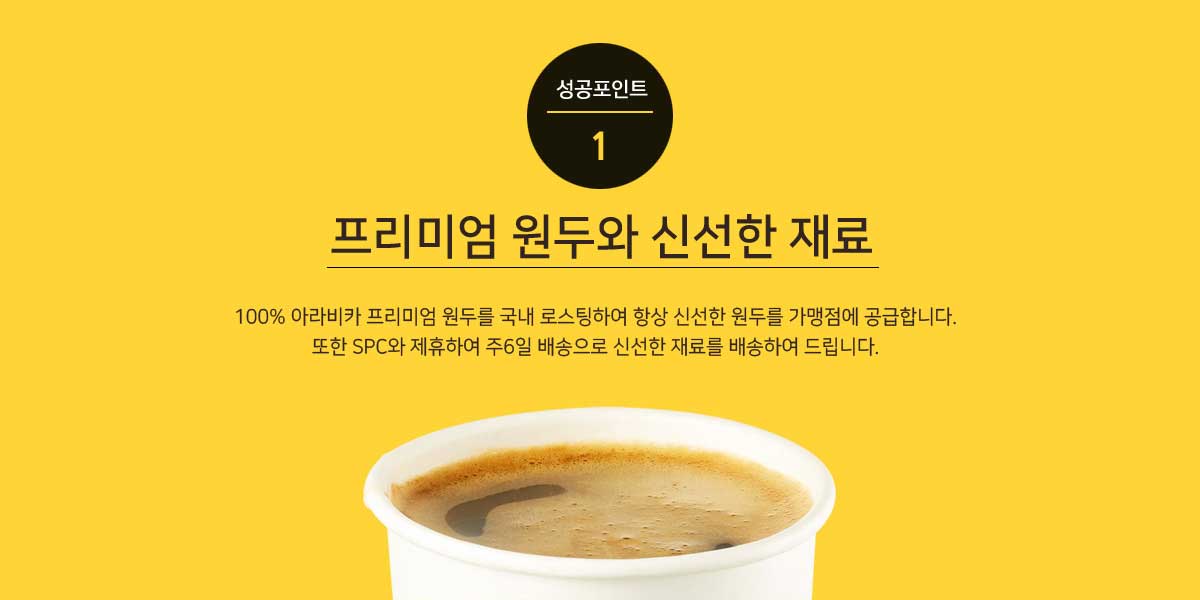 성공포인트
1
프리미엄 원두와 신선한 재료
100% 아라비카 프리미엄 원두를 국내 로스팅하여 항상 신선한 원두를 가맹점에 공급합니다.
또한 SPC와 제휴하여 주6일 배송으로 신선한 재료를 배송하여 드립니다.